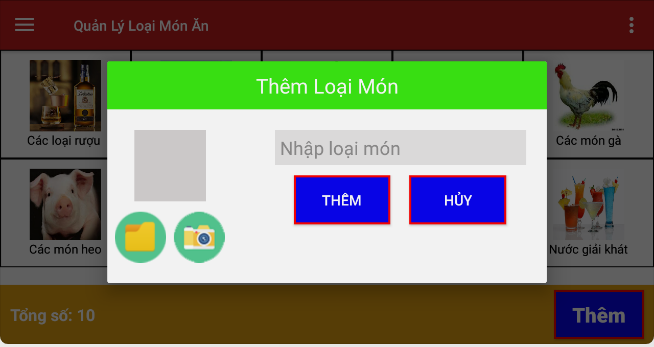 Quản Lý Loại Món Ăn
Thêm Loại Món
Nhập loại món
THÊM
HỦY
Các loại rượu
Các món gà
Các món heo
Nước giải khát
Tổng số: 10
Thêm